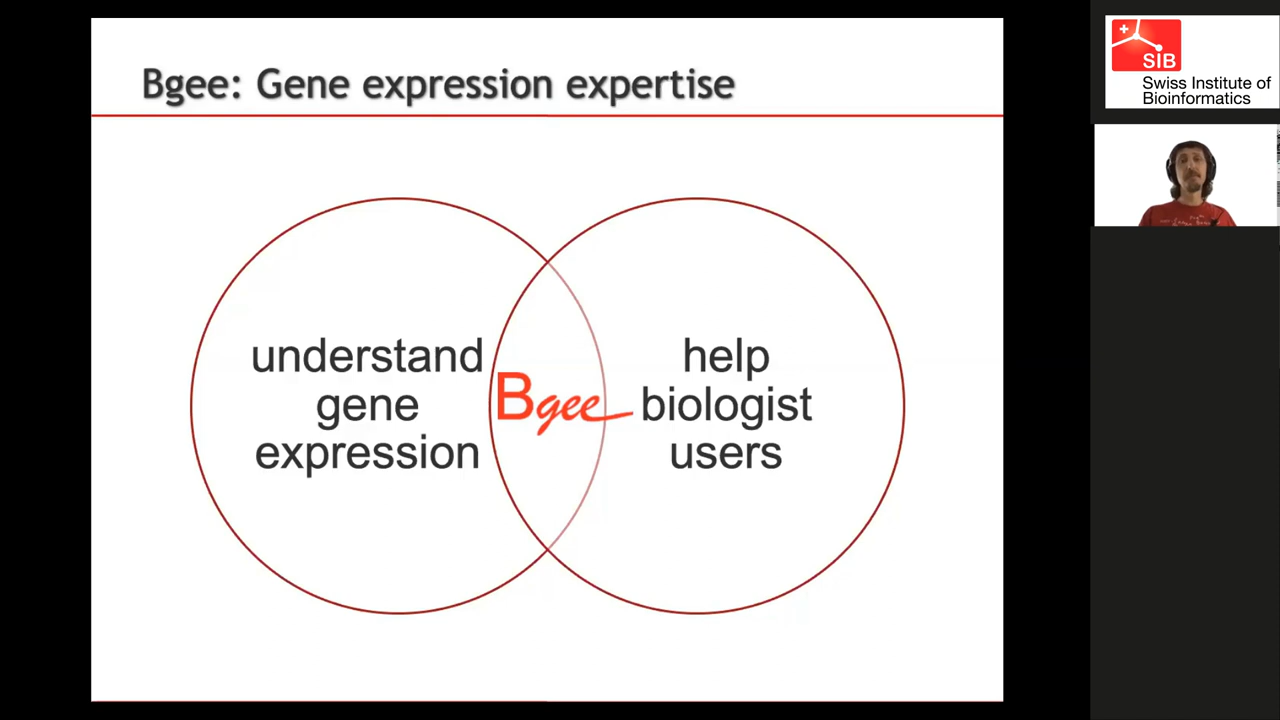 Bgee: Gene expression expertise
understand
gene
expression
Bgee
help
biologist
users
SIB
Swiss Institute of
Bioinformatics